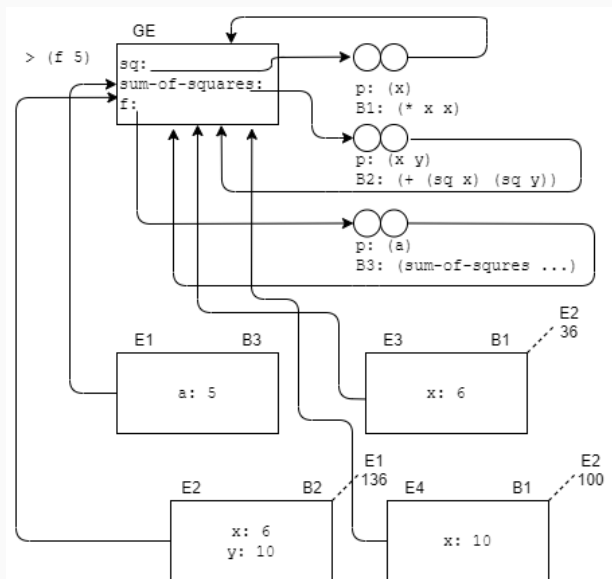 GE
> (f 5)
sq:
sum-of-squares:
f:
p: (x)
B1: (* x x)
p: (x y)
B2: (+ (sq x) (sq y))
p: (a)
B3: (sum-of-squres ...)
E1 B3
a: 5
E3 B1
E2
36
x: 6
E2 B2
E1
136
x: 6
y: 10
E4 B1
E2
100
x: 10